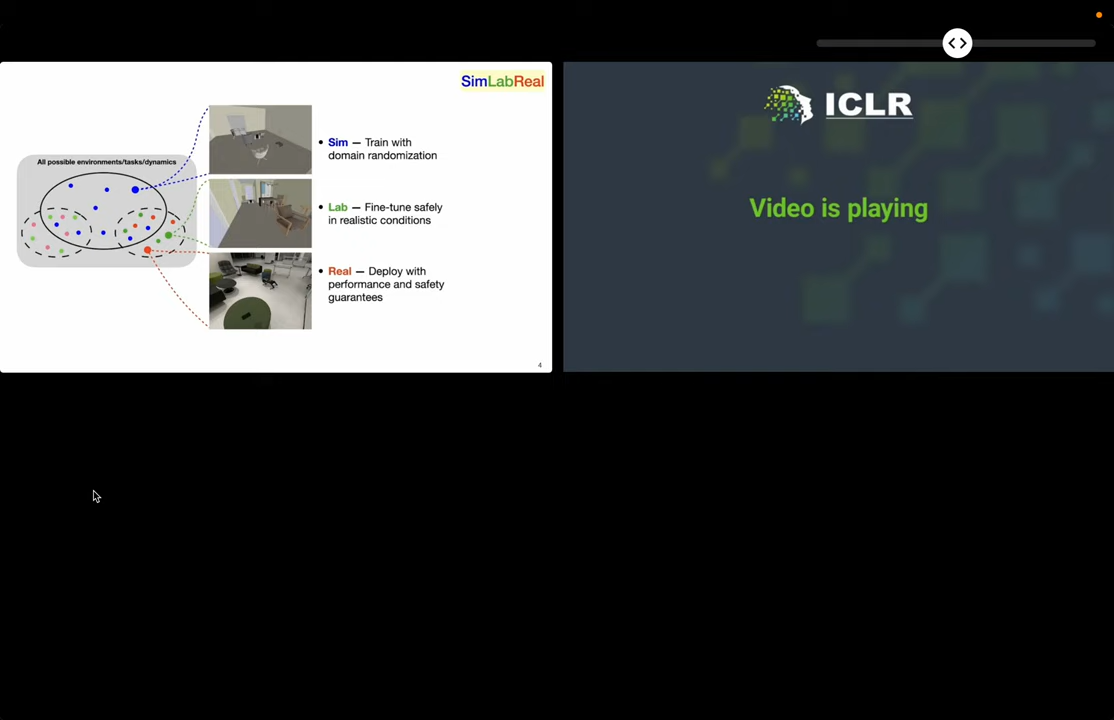 SimLabReal
All possible environments/tasks/dynamics
• Sim — Train with
domain randomization
• Lab — Fine-tune safely
in realistic conditions
• Real — Deploy with
performance and safety
guarantees
4
ICLR
Video is playing